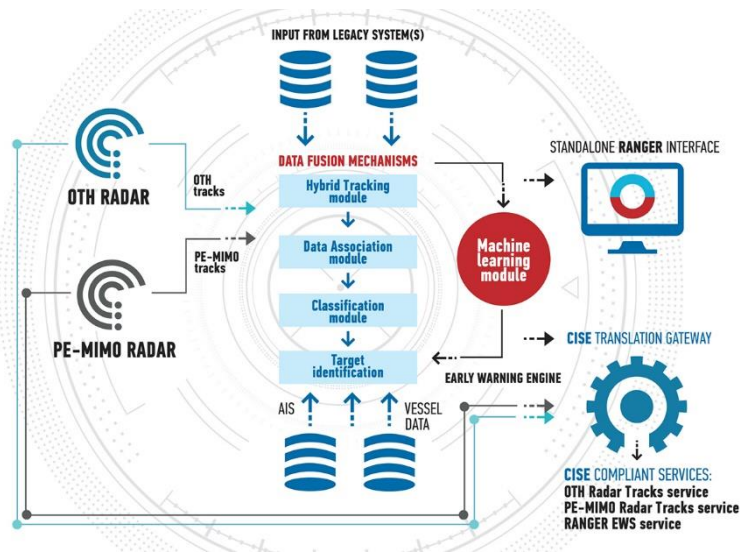 INPUT FROM LEGACY SYSTEM(S)
OTH RADAR
OTH
tracks
PE-MIMO
tracks
PE-MIMO RADAR
DATA FUSION MECHANISMS
Hybrid Tracking
module
Data Association
module
Classification
module
Target
identification
AIS
VESSEL
DATA
Machine
learning
module
EARLY WARNING ENGINE
STANDALONE RANGER INTERFACE
CISE TRANSLATION GATEWAY
CISE COMPLIANT SERVICES:
OTH Radar Tracks service
PE-MIMO Radar Tracks service
RANGER EWS service